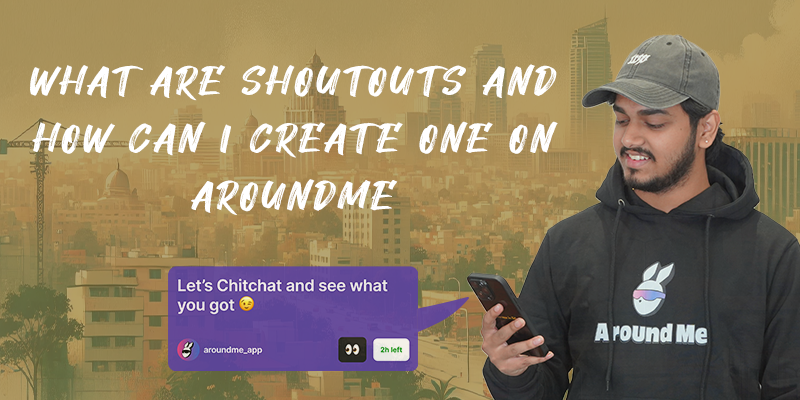 WHAT ARE SHOUTOUTS AND
HOW CAN I CREATE ONE ON
AROUNDME
Let's Chitchat and see what
you got 😉
aroundme_app
2h left
Around Me